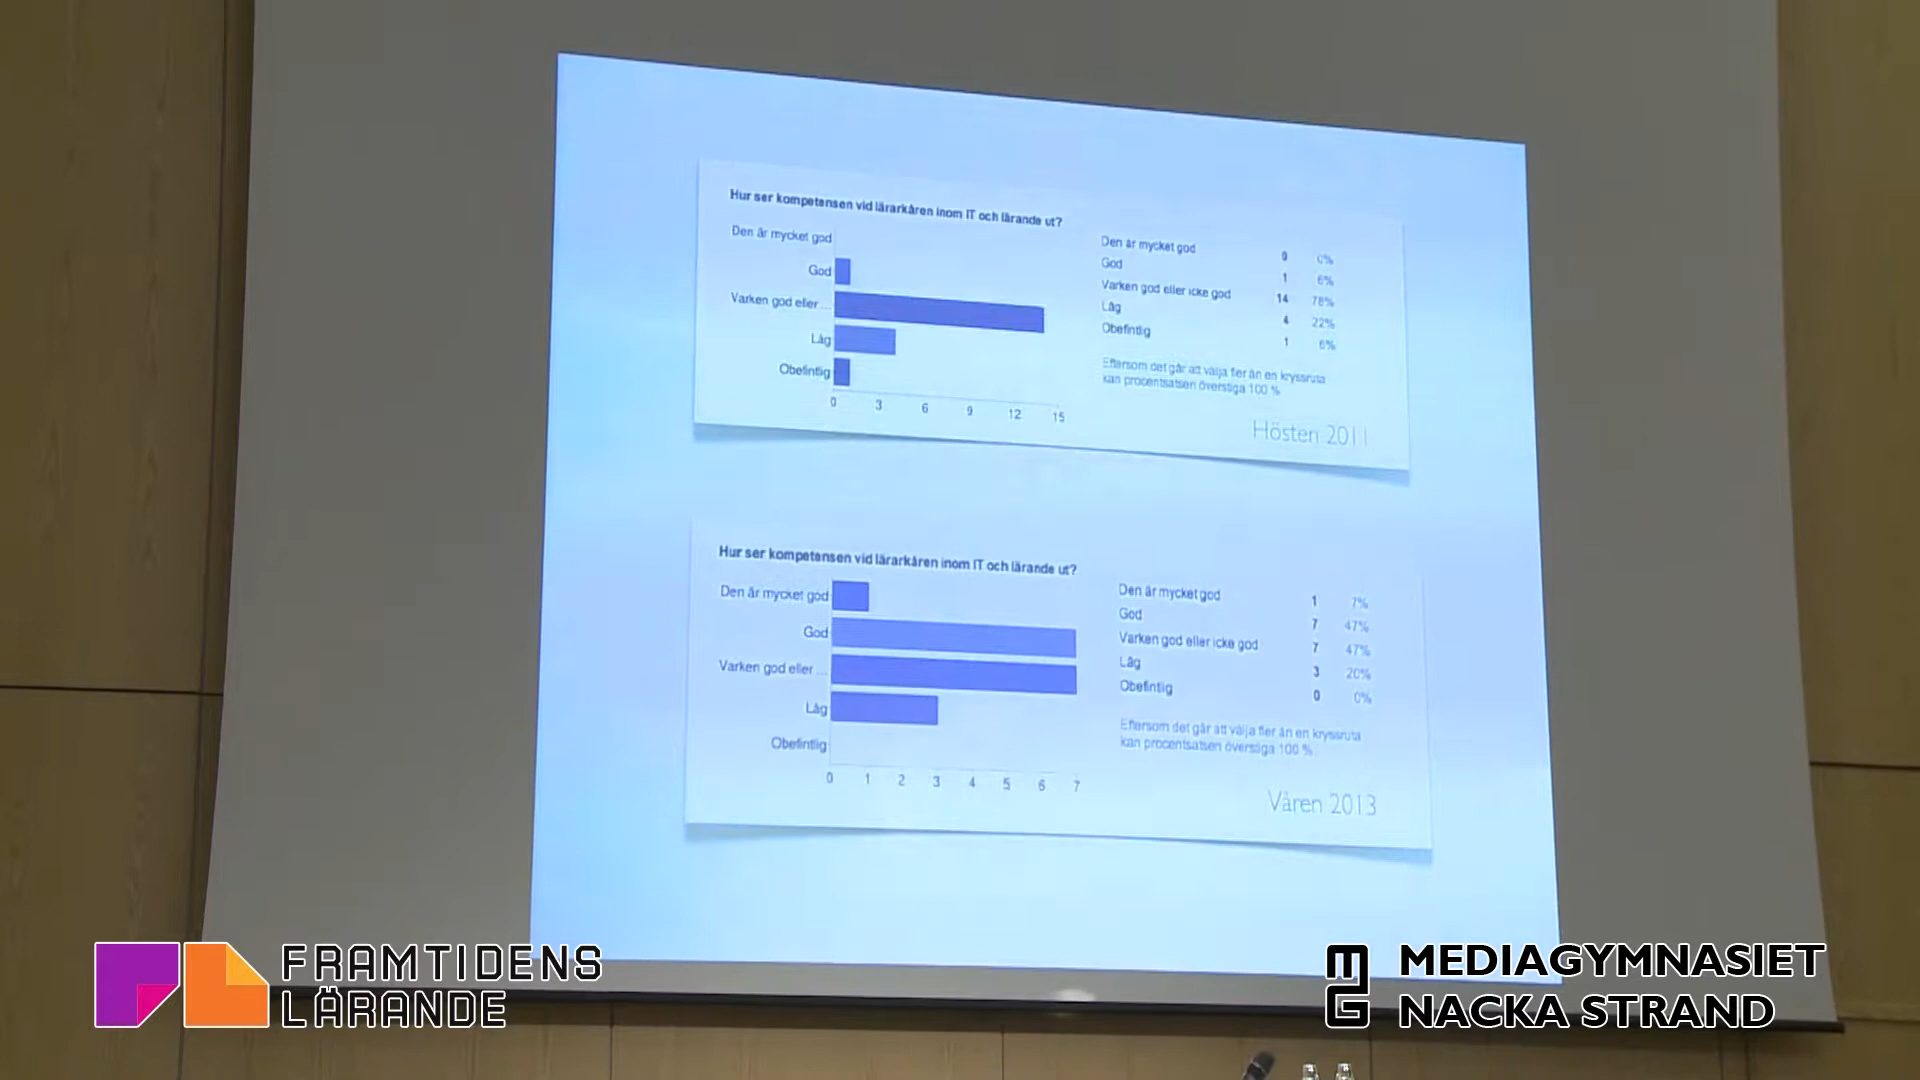 Hur ser kompetensen vid lärarkåren inom IT och lärande ut?
Den är mycket god
God
Varken god eller ...
Låg
Obefintlig
0 3 6 9 12 15
Den är mycket god 0 0%
God 1 6%
Varken god eller icke god 14 78%
Låg 4 22%
Obefintlig 1 6%
Eftersom det går att välja fler än en kryssruta
kan procentsatsen överstiga 100 %
Hösten 2011
Hur ser kompetensen vid lärarkåren inom IT och lärande ut?
Den är mycket god
God
Varken god eller ...
Låg
Obefintlig
0 1 2 3 4 5 6 7
Den är mycket god 1 7%
God 7 47%
Varken god eller icke god 7 47%
Låg 3 20%
Obefintlig 0 0%
Eftersom det går att välja fler än en kryssruta
kan procentsatsen överstiga 100 %
Våren 2013
FRAMTIDENS
LÄRANDE
MG
MEDIAGYMNASIET
NACKA STRAND